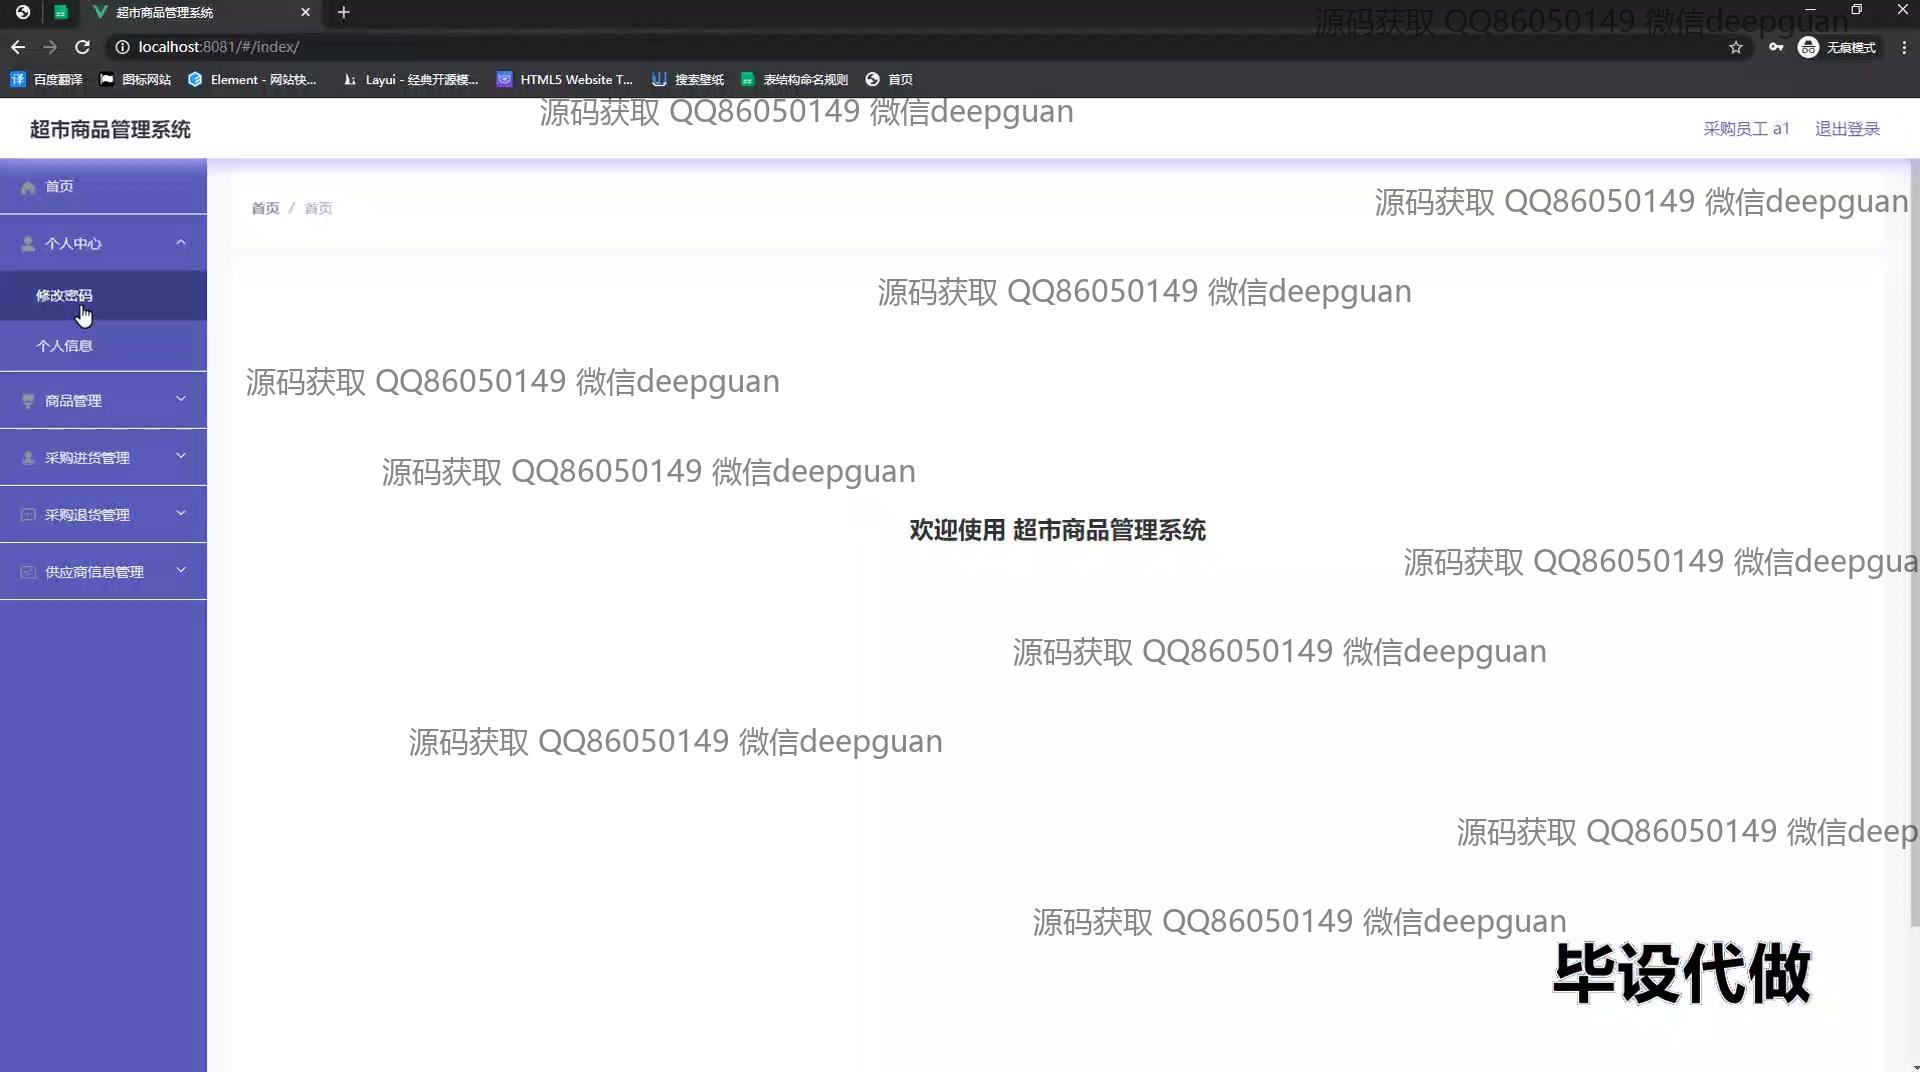 超市商品管理系统
源码获取 QQ86050149 微信deepguan
localhost:8081/#/index/
无痕模式
百度翻译
图标网站
Element - 网站快...
Layui - 经典开源模...
HTML5 Website T...
搜索壁纸
表结构命名规则
首页
超市商品管理系统
源码获取 QQ86050149 微信deepguan
采购员工 a1
退出登录
首页
首页 / 首页
源码获取 QQ86050149 微信deepguan
个人中心
修改密码
源码获取 QQ86050149 微信deepguan
个人信息
源码获取 QQ86050149 微信deepguan
商品管理
采购进货管理
源码获取 QQ86050149 微信deepguan
采购退货管理
欢迎使用 超市商品管理系统
供应商信息管理
源码获取 QQ86050149 微信deepgua
源码获取 QQ86050149 微信deepguan
源码获取 QQ86050149 微信deepguan
源码获取 QQ86050149 微信deep
源码获取 QQ86050149 微信deepguan
毕设代做